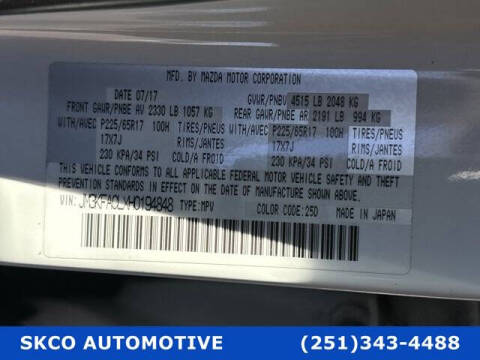 MFD. BY MAZDA MOTOR CORPORATION
DATE 07/17 GVWR/PNBV 4515 LB 2048 KG
FRONT GAWR/PNBE AV 2330 LB 1057 KG REAR GAWR/PNBE AR 2191 LB 994 KG
WITH/AVEC P225/65R17 100H TIRES/PNEUS WITH/AVEC P225/65R17 100H TIRES/PNEUS
17X7J RIMS/JANTES 17X7J RIMS/JANTES
230 KPA/34 PSI COLD/A FROID 230 KPA/34 PSI COLD/A FROID
THIS VEHICLE CONFORMS TO ALL APPLICABLE FEDERAL MOTOR VEHICLE
SAFETY, BUMPER, AND THEFT PREVENTION STANDARDS IN EFFECT ON
THE DATE OF MANUFACTURE SHOWN ABOVE.
VIN: JM3KFACLXH0194848 TYPE:MPV COLOR CODE:25D MADE IN JAPAN
SKCO AUTOMOTIVE (251)343-4488